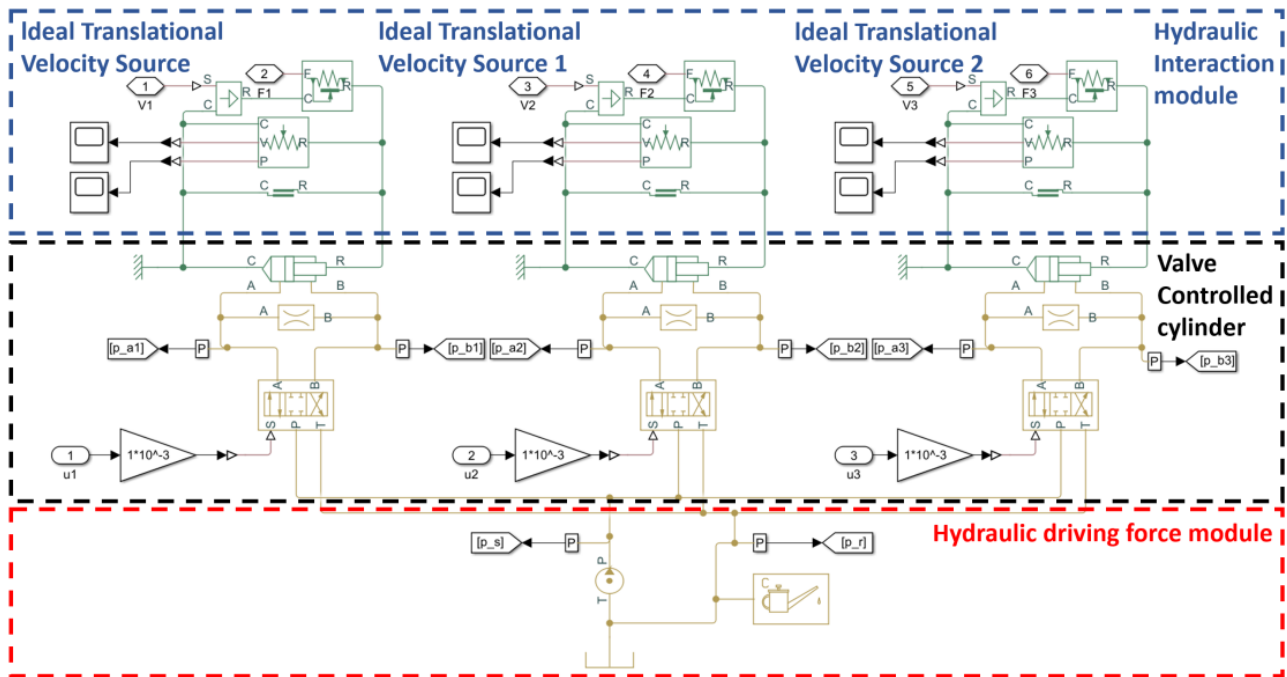 Ideal Translational
Velocity Source
Ideal Translational
Velocity Source 1
Ideal Translational
Velocity Source 2
Hydraulic
Interaction
module
1
V1
S
C
R
2
F1
F
C
C
V
P
R
C
R
3
V2
S
C
R
4
F2
F
C
C
V
P
R
C
R
5
V3
S
C
R
6
F3
F
C
C
V
P
R
C
R
C
R
A
B
A
B
[p_a1]
P
P
[p_b1]
A
B
S
P
T
1
u1
1*10^-3
C
R
A
B
A
B
[p_a2]
P
P
[p_b2]
A
B
S
P
T
2
u2
1*10^-3
C
R
A
B
A
B
[p_a3]
P
P
[p_b3]
A
B
S
P
T
3
u3
1*10^-3
Valve
Controlled
cylinder
Hydraulic driving force module
[p_s]
P
P
[p_r]
P
T
C